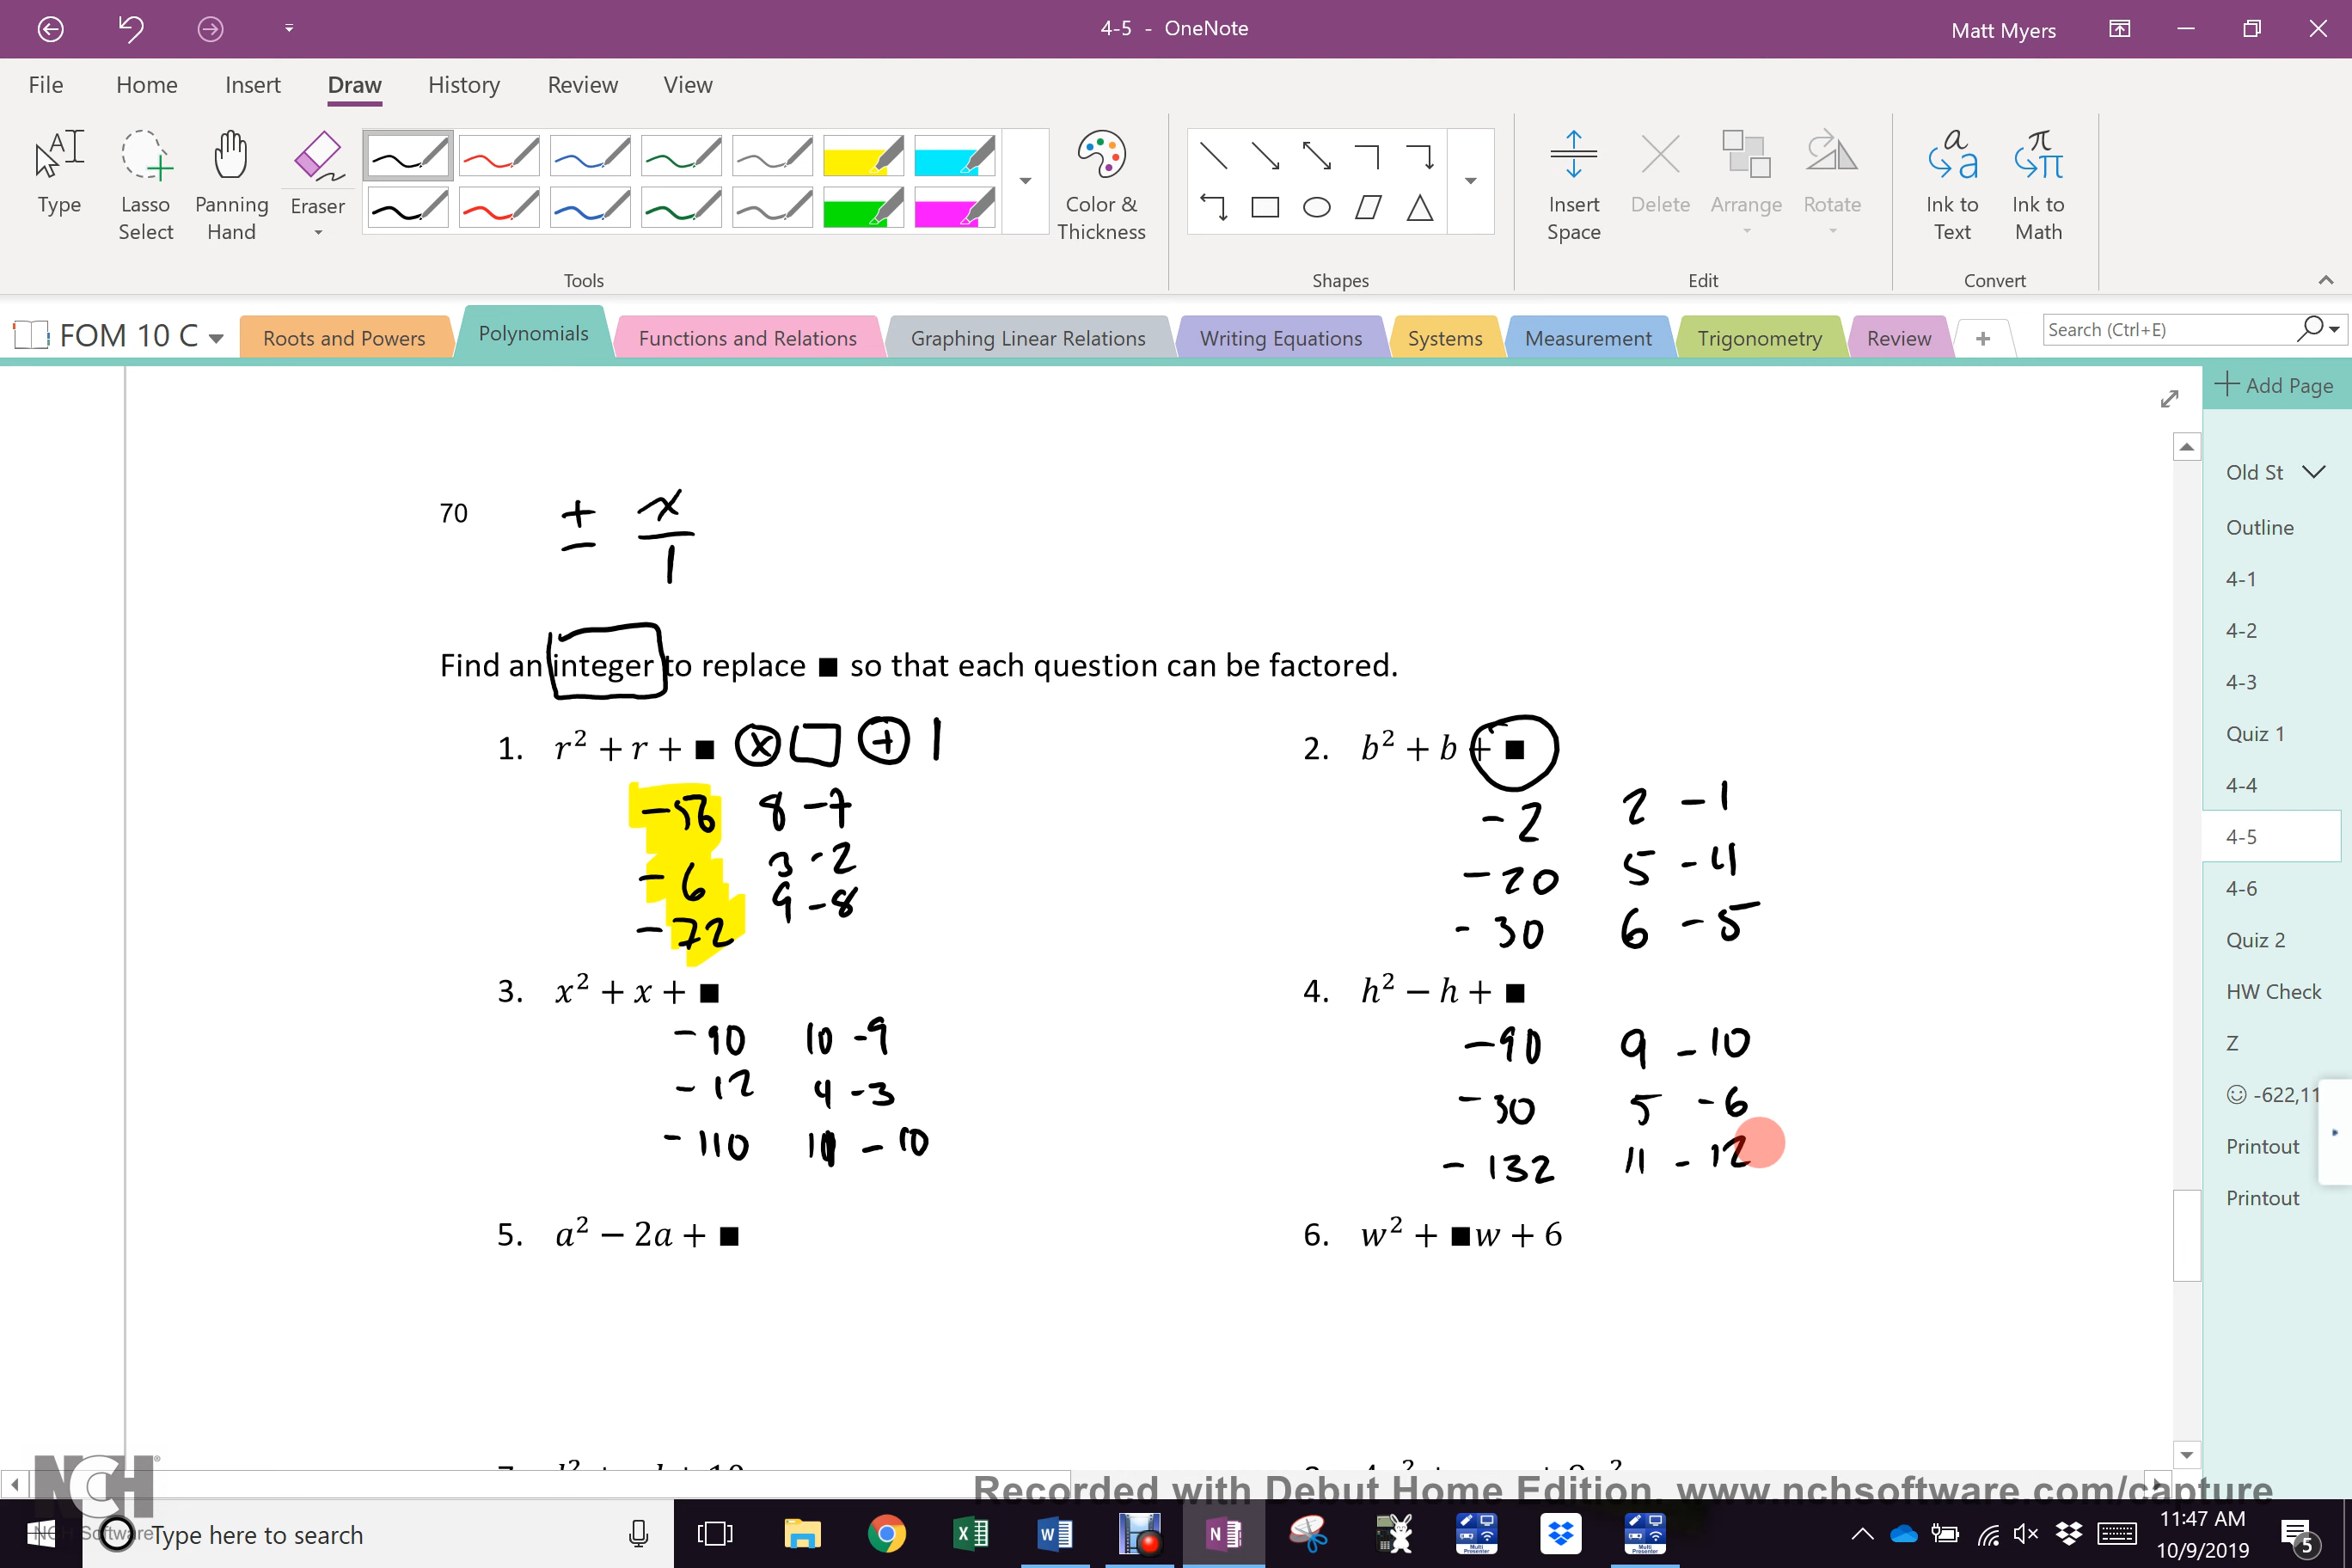 4-5 - OneNote
Matt Myers
File Home Insert Draw History Review View
Type
Lasso Select
Panning Hand
Eraser
Color & Thickness
Insert Space
Delete
Arrange
Rotate
Ink to Text
Ink to Math
Tools
Shapes
Edit
Convert
FOM 10 C
Roots and Powers
Polynomials
Functions and Relations
Graphing Linear Relations
Writing Equations
Systems
Measurement
Trigonometry
Review
Search (Ctrl+E)
Add Page
Old St
Outline
4-1
4-2
4-3
Quiz 1
4-4
4-5
4-6
Quiz 2
HW Check
Z
☺ -622,11
Printout
Printout
70 ± x/1
Find an integer to replace ■ so that each question can be factored.
1. r² + r + ■ ⊗ □ ⊕ 1
-56 8 -7
-6 3 -2
-72 9 -8
2. b² + b + ■
-2 2 -1
-20 5 -4
-30 6 -5
3. x² + x + ■
-90 10 -9
-12 4 -3
-110 11 -10
4. h² − h + ■
-90 9 -10
-30 5 -6
-132 11 -12
5. a² − 2a + ■
6. w² + ■w + 6
NCH
NCH Software
Recorded with Debut Home Edition. www.nchsoftware.com/capture
Type here to search
11:47 AM
10/9/2019
5